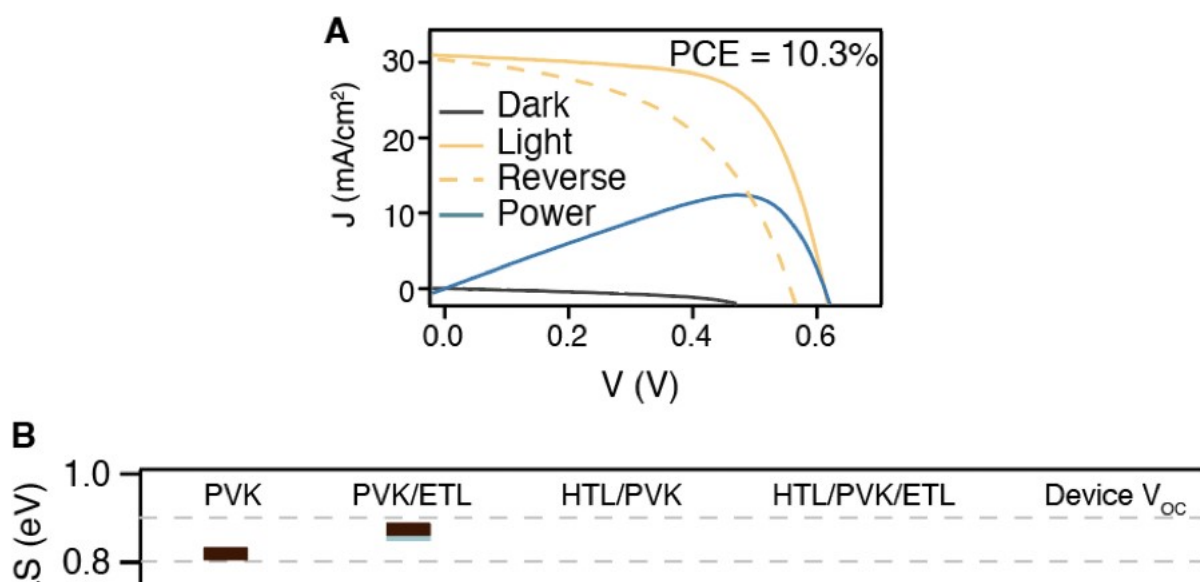 A
PCE = 10.3%
30
20
10
0
J (mA/cm²)
Dark
Light
Reverse
Power
0.0 0.2 0.4 0.6
V (V)
B
1.0
0.8
S (eV)
PVK PVK/ETL HTL/PVK HTL/PVK/ETL Device V_OC